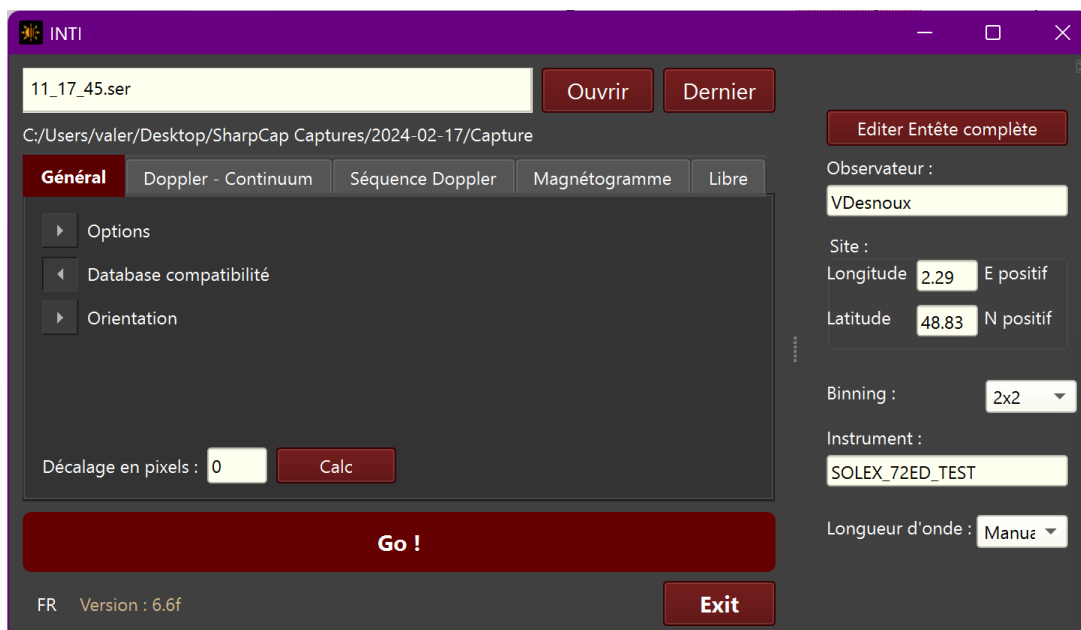 INTI
11_17_45.ser
Ouvrir
Dernier
C:/Users/valer/Desktop/SharpCap Captures/2024-02-17/Capture
Général
Doppler - Continuum
Séquence Doppler
Magnétogramme
Libre
Options
Database compatibilité
Orientation
Décalage en pixels :
0
Calc
Go !
FR
Version : 6.6f
Exit
Editer Entête complète
Observateur :
VDesnoux
Site :
Longitude 2.29 E positif
Latitude 48.83 N positif
Binning : 2x2
Instrument :
SOLEX_72ED_TEST
Longueur d'onde : Manua